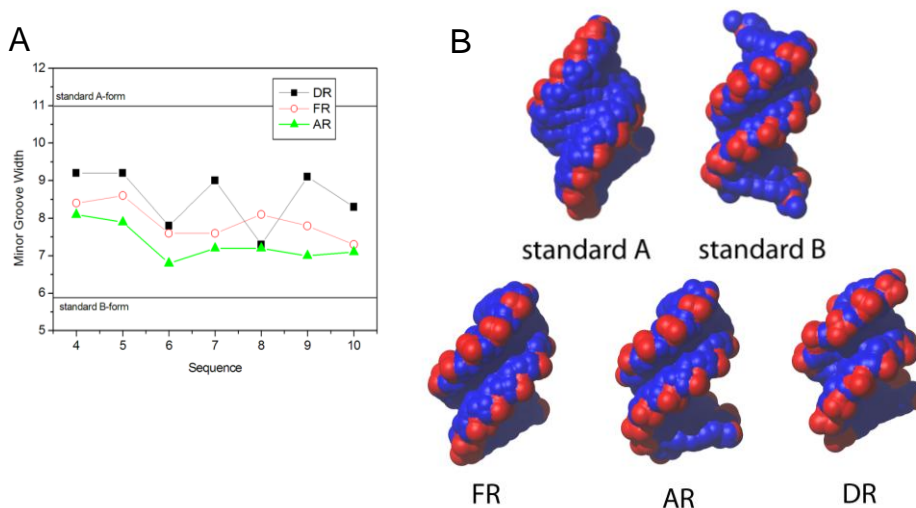 A
12
11
10
9
8
7
6
5
standard A-form
DR
FR
AR
standard B-form
Minor Groove Width
4 5 6 7 8 9 10
Sequence
B
standard A standard B
FR AR DR